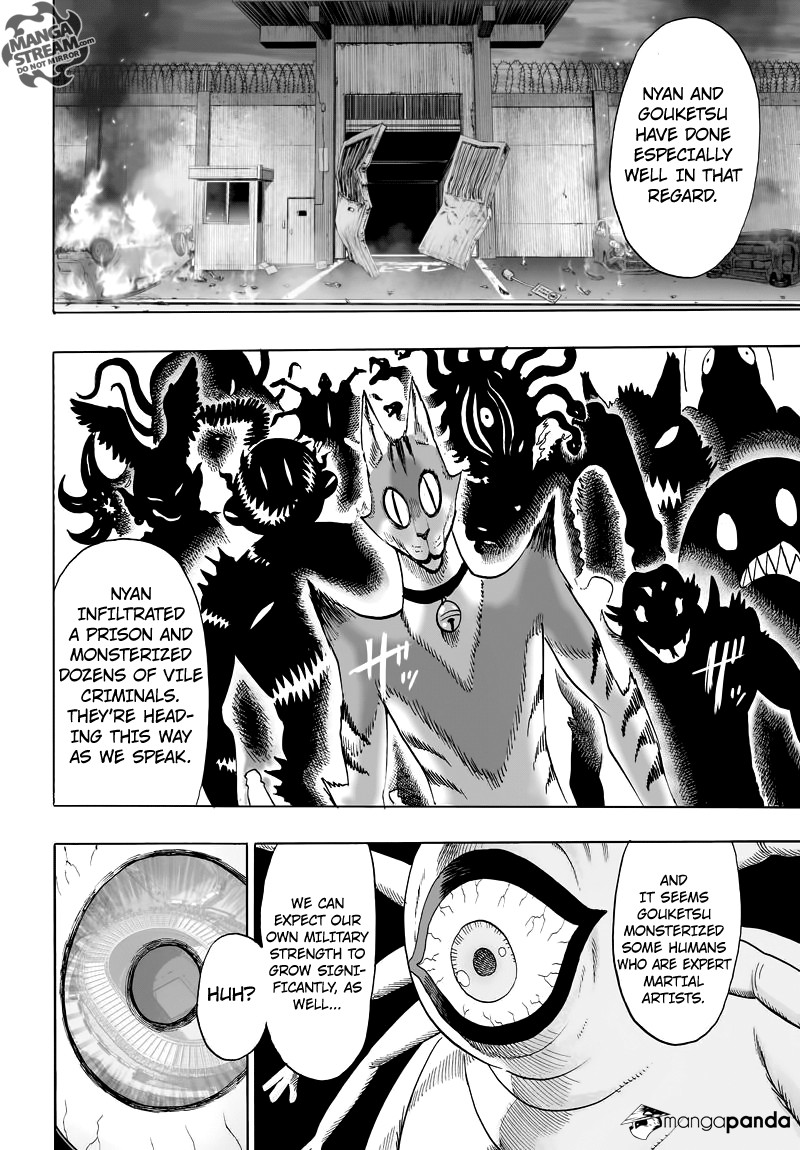 MANGA
STREAM.COM
DO NOT MIRROR
NYAN AND
GOUKETSU
HAVE DONE
ESPECIALLY
WELL IN THAT
REGARD.
NYAN
INFILTRATED
A PRISON AND
MONSTERIZED
DOZENS OF VILE
CRIMINALS.
THEY'RE HEAD-
ING THIS WAY
AS WE SPEAK.
AND
IT SEEMS
GOUKETSU
MONSTERIZED
SOME HUMANS
WHO ARE EXPERT
MARTIAL
ARTISTS.
WE CAN
EXPECT OUR
OWN MILITARY
STRENGTH TO
GROW SIGNI-
FICANTLY, AS
WELL...
HUH?
mangapanda